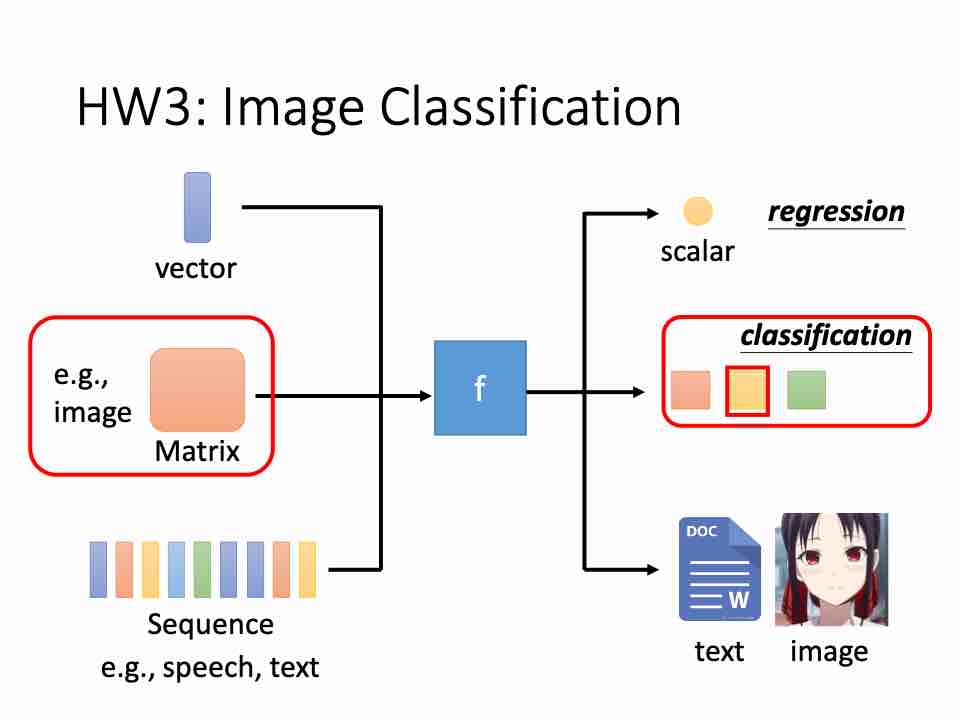 HW3: Image Classification
vector
e.g.,
image
Matrix
Sequence
e.g., speech, text
f
scalar
regression
classification
DOC
W
text
image